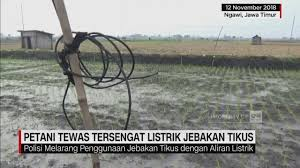 12 November 2018
Ngawi, Jawa Timur
PETANI TEWAS TERSENGAT LISTRIK JEBAKAN TIKUS
Polisi Melarang Penggunaan Jebakan Tikus dengan Aliran Listrik